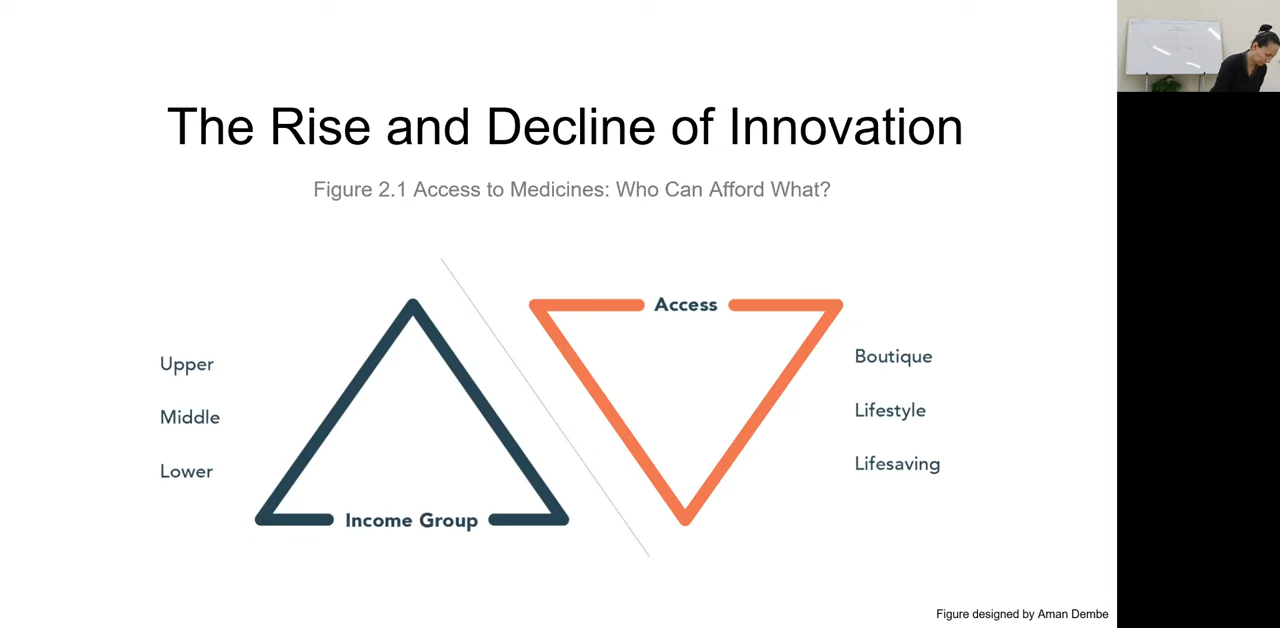 The Rise and Decline of Innovation
Figure 2.1 Access to Medicines: Who Can Afford What?
Upper
Middle
Lower
Income Group
Access
Boutique
Lifestyle
Lifesaving
Figure designed by Aman Dembe